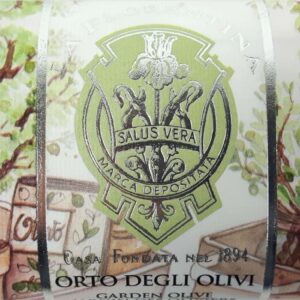 SALUS VERA
MARCA DEPOSITATA
CASA FONDATA NEL 1894
ORTO DEGLI OLIVI
GARDEN OLIVE